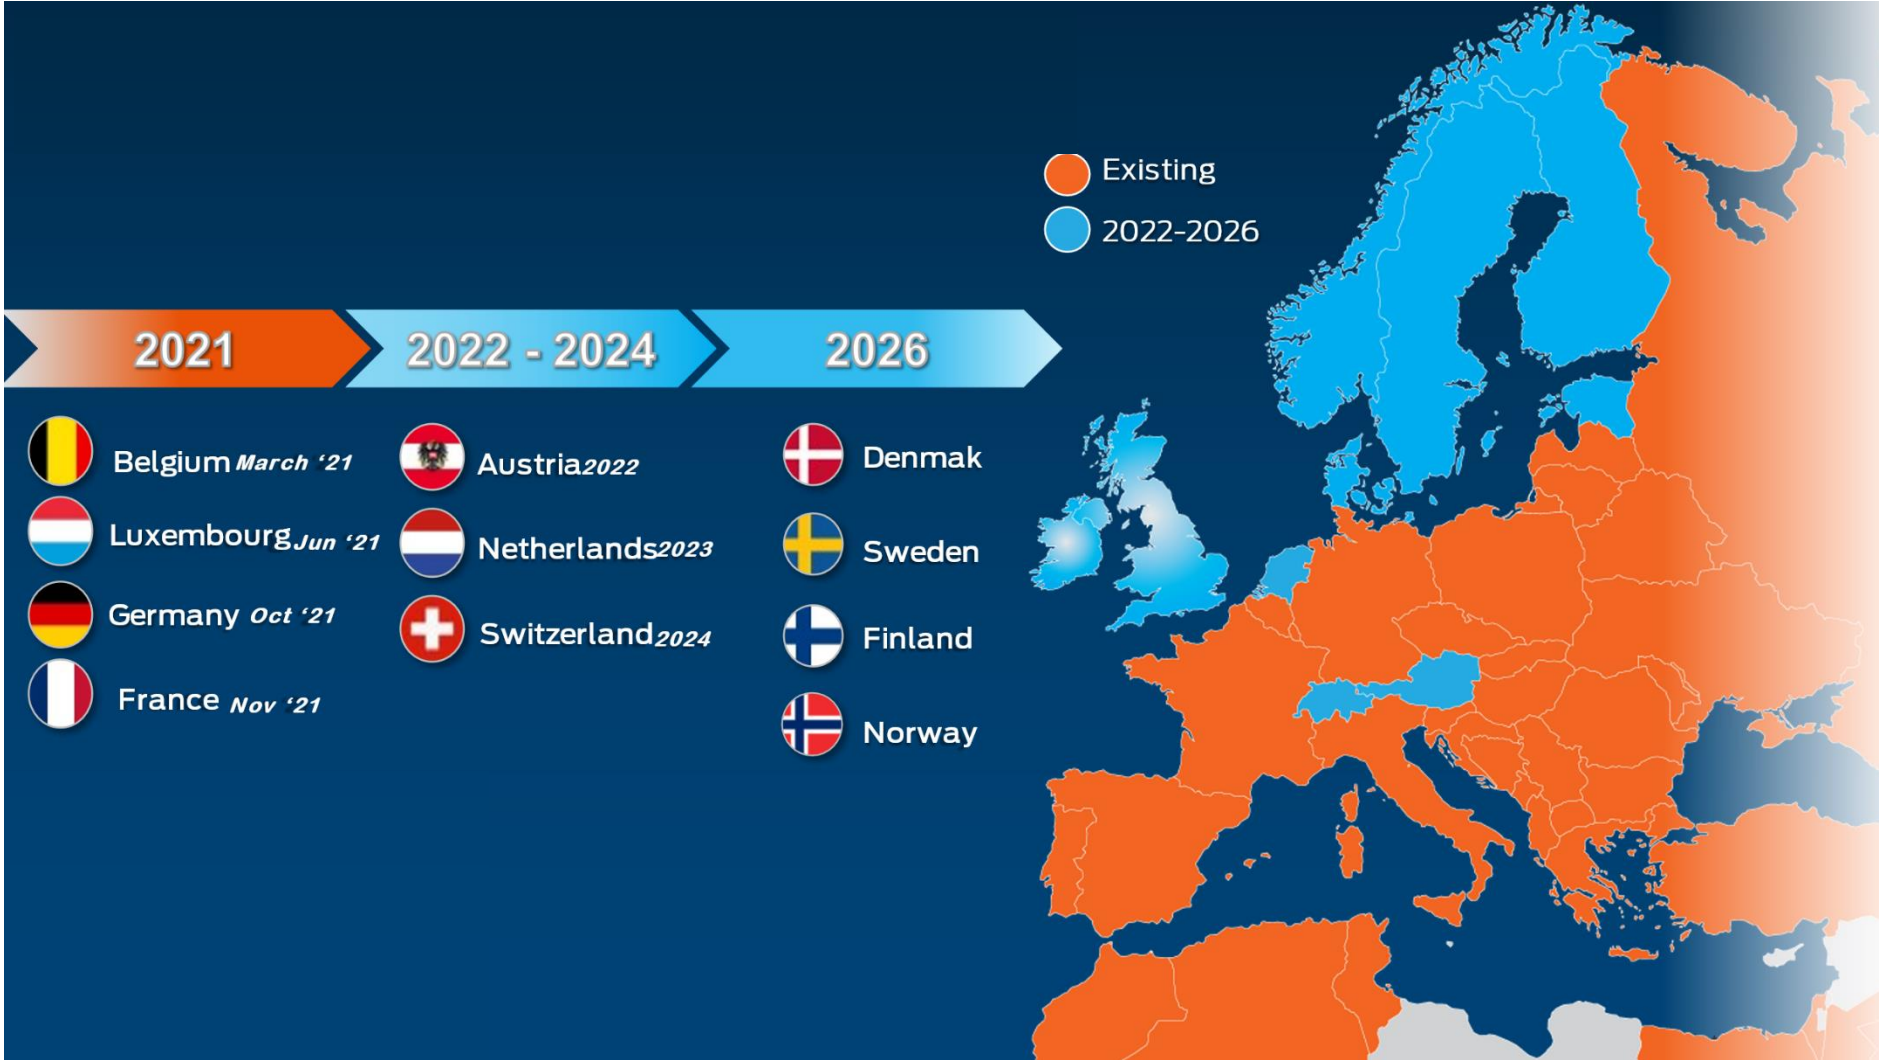 Existing
2022-2026
2021
2022 - 2024
2026
Belgium March ‘21
Luxembourg Jun ‘21
Germany Oct ‘21
France Nov ‘21
Austria 2022
Netherlands 2023
Switzerland 2024
Denmak
Sweden
Finland
Norway